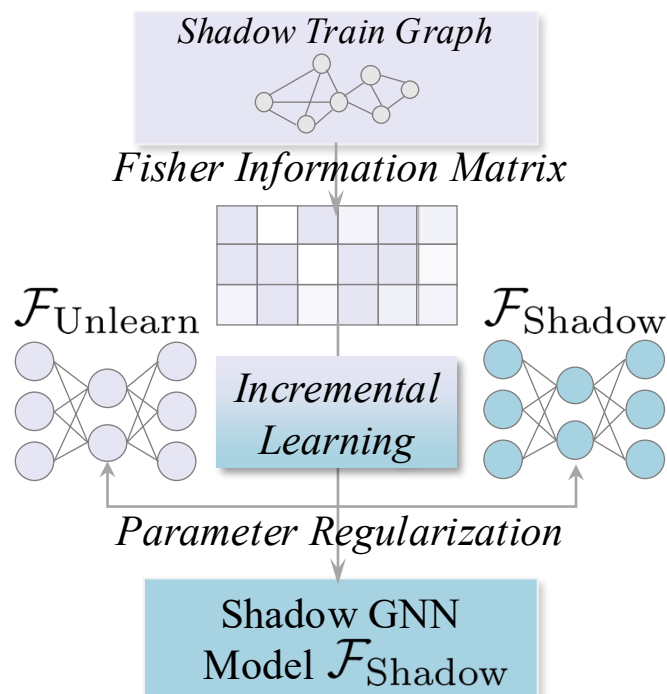 Shadow Train Graph
Fisher Information Matrix
𝓕Unlearn
𝓕Shadow
Incremental
Learning
Parameter Regularization
Shadow GNN
Model 𝓕Shadow